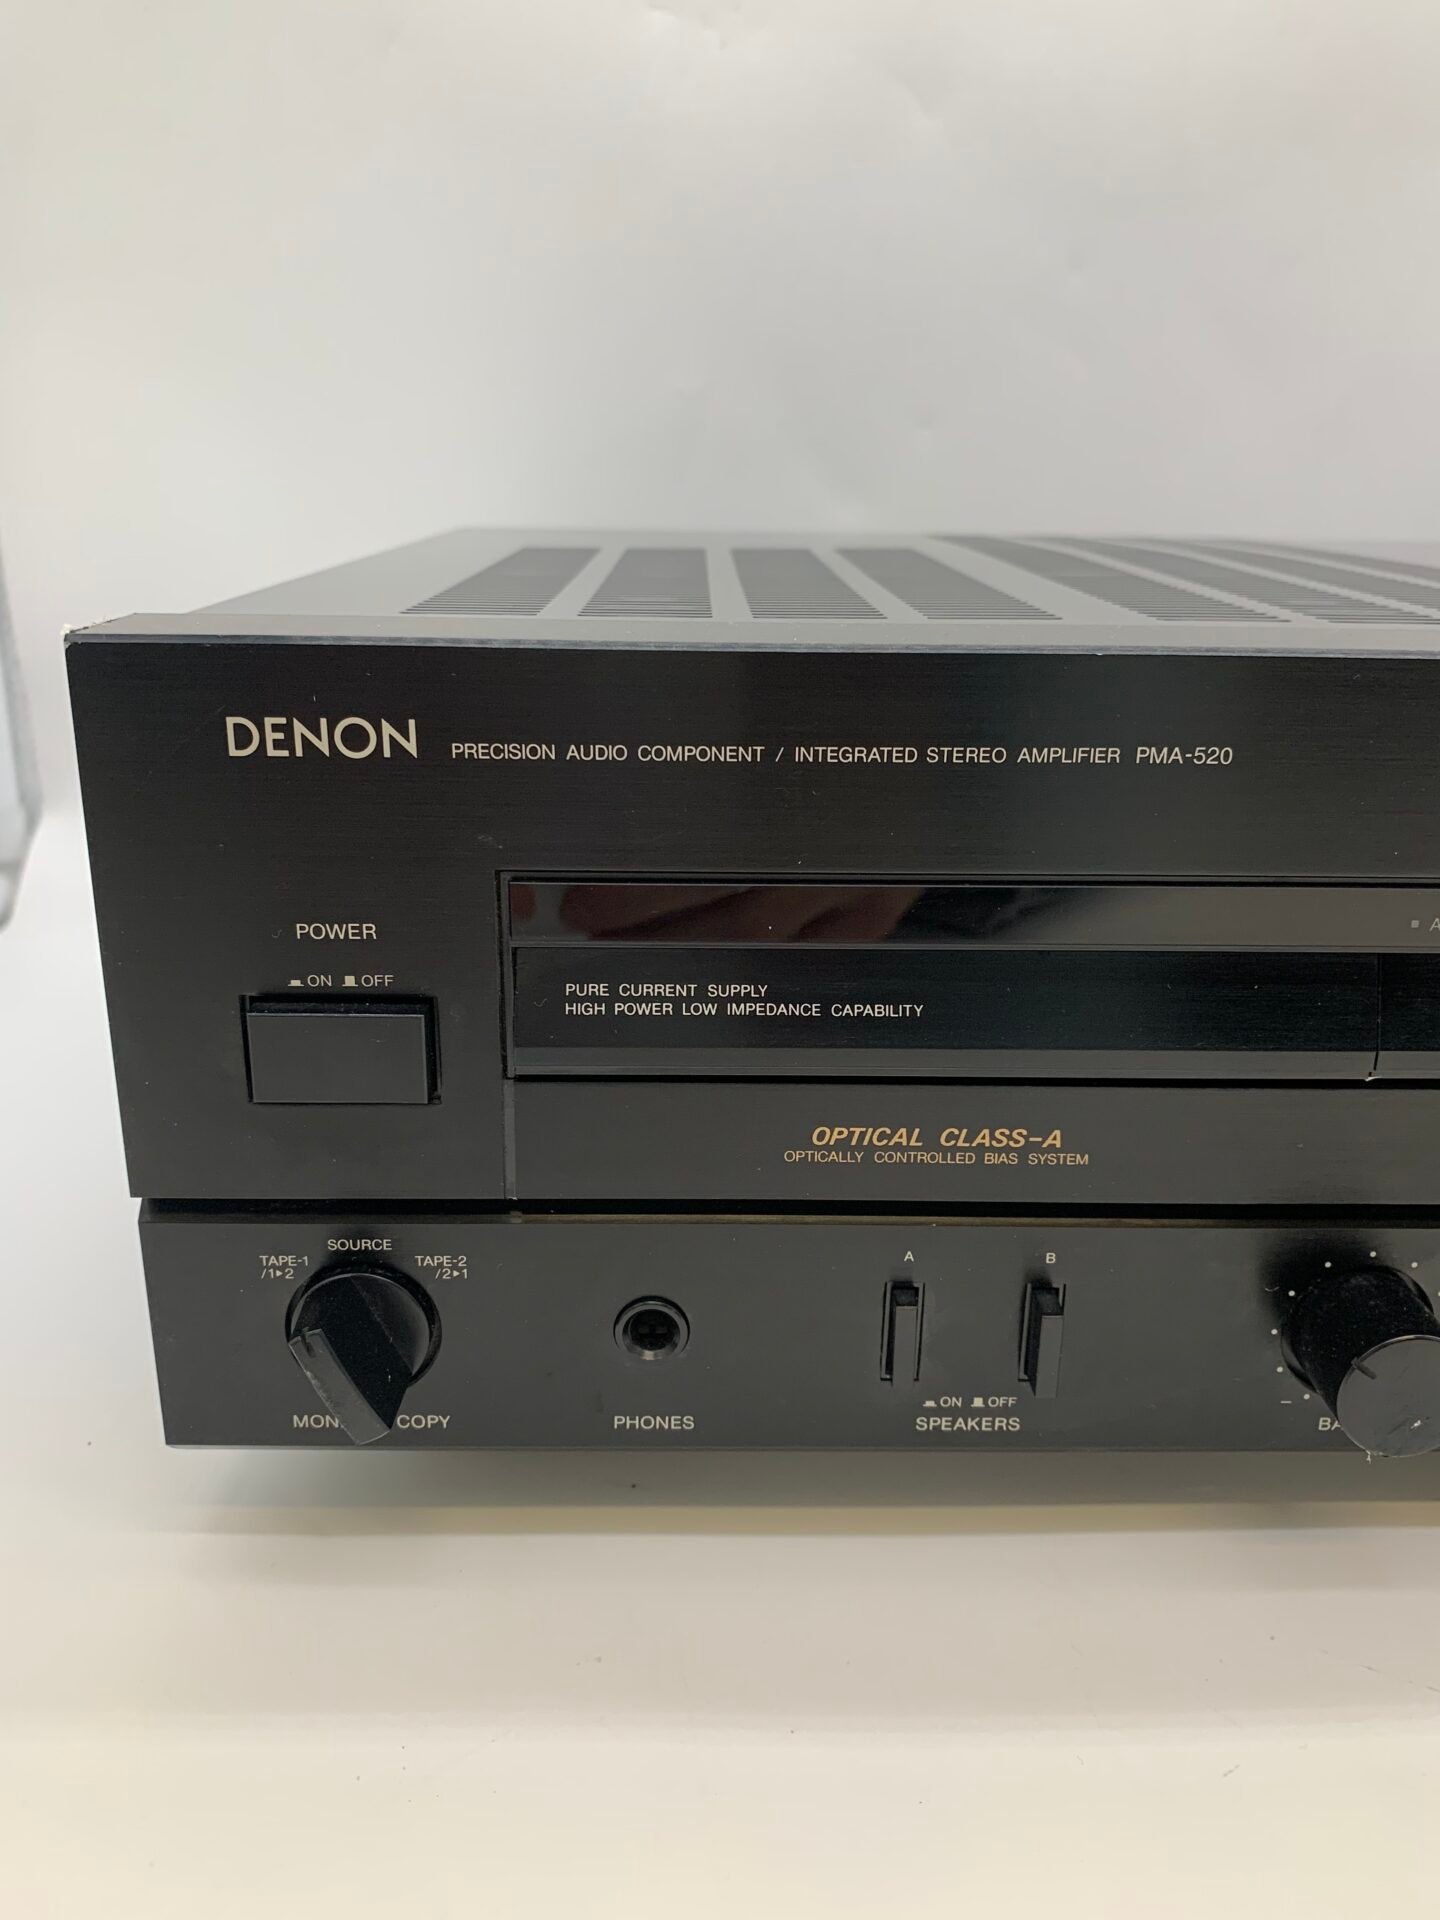 DENON PRECISION AUDIO COMPONENT / INTEGRATED STEREO AMPLIFIER PMA-520
POWER
ON OFF
PURE CURRENT SUPPLY
HIGH POWER LOW IMPEDANCE CAPABILITY
OPTICAL CLASS-A
OPTICALLY CONTROLLED BIAS SYSTEM
SOURCE
TAPE-1
/1▸2
TAPE-2
/2▸1
COPY
PHONES
A
B
ON OFF
SPEAKERS